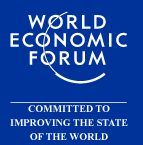 WORLD
ECONOMIC
FORUM
COMMITTED TO
IMPROVING THE STATE
OF THE WORLD